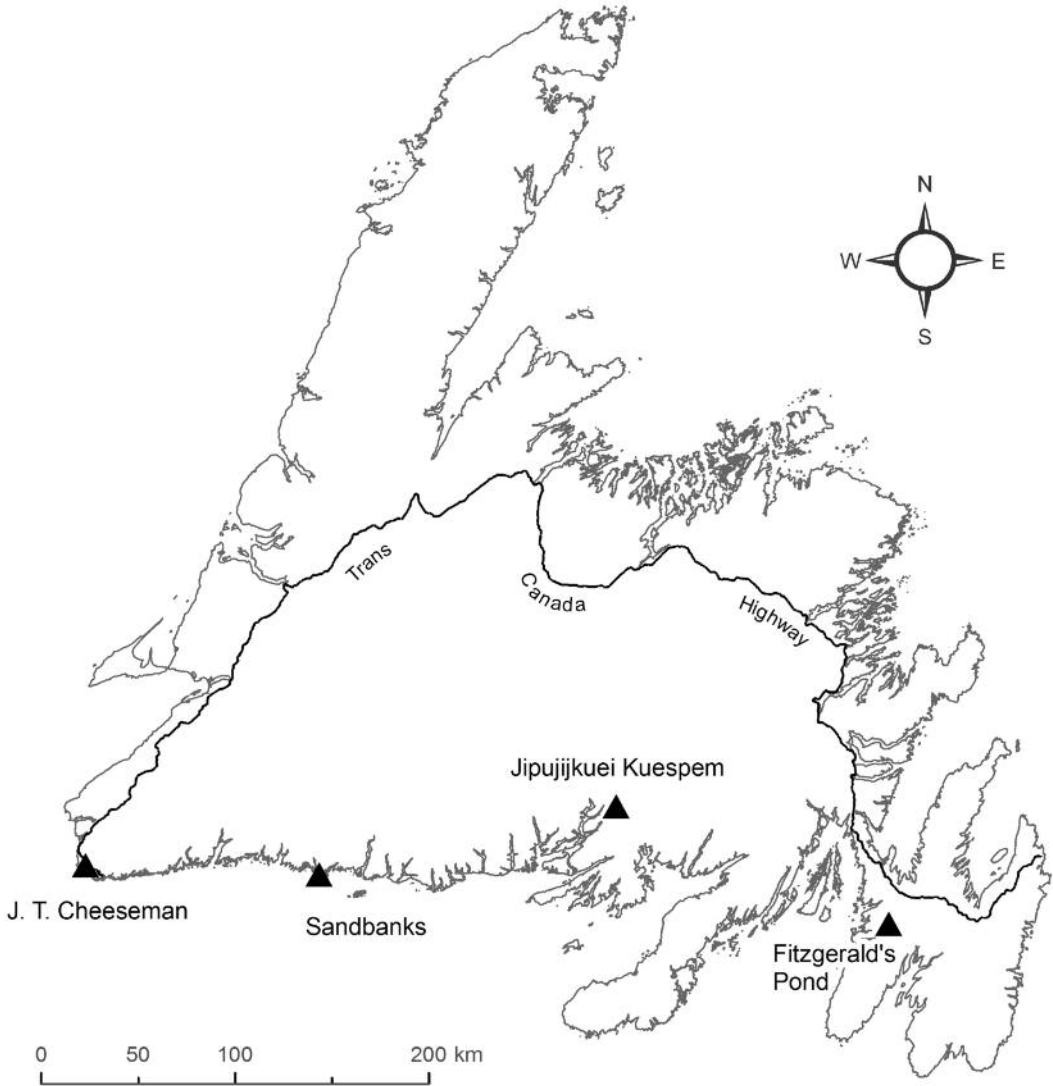 N
W E
S
Trans
Canada
Highway
Jipujijkuei Kuespem
J. T. Cheeseman
Sandbanks
Fitzgerald's
Pond
0 50 100 200 km